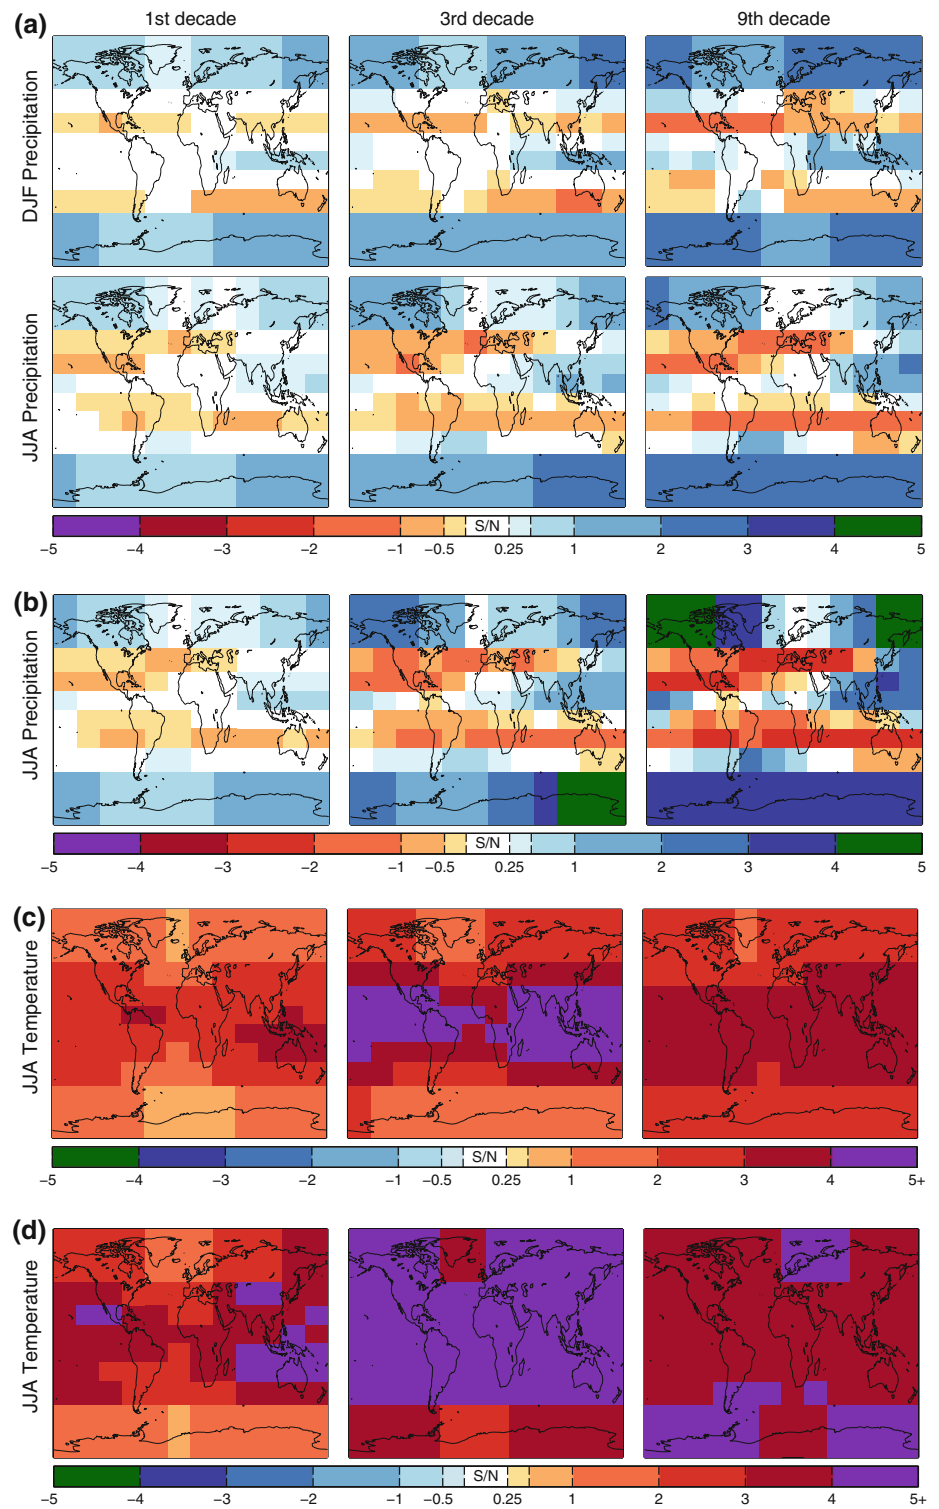 (a)
1st decade
3rd decade
9th decade
DJF Precipitation
JJA Precipitation
S/N
−5 −4 −3 −2 −1 −0.5 0.25 1 2 3 4 5
(b)
JJA Precipitation
S/N
−5 −4 −3 −2 −1 −0.5 0.25 1 2 3 4 5
(c)
JJA Temperature
S/N
−5 −4 −3 −2 −1 −0.5 0.25 1 2 3 4 5+
(d)
JJA Temperature
S/N
−5 −4 −3 −2 −1 −0.5 0.25 1 2 3 4 5+